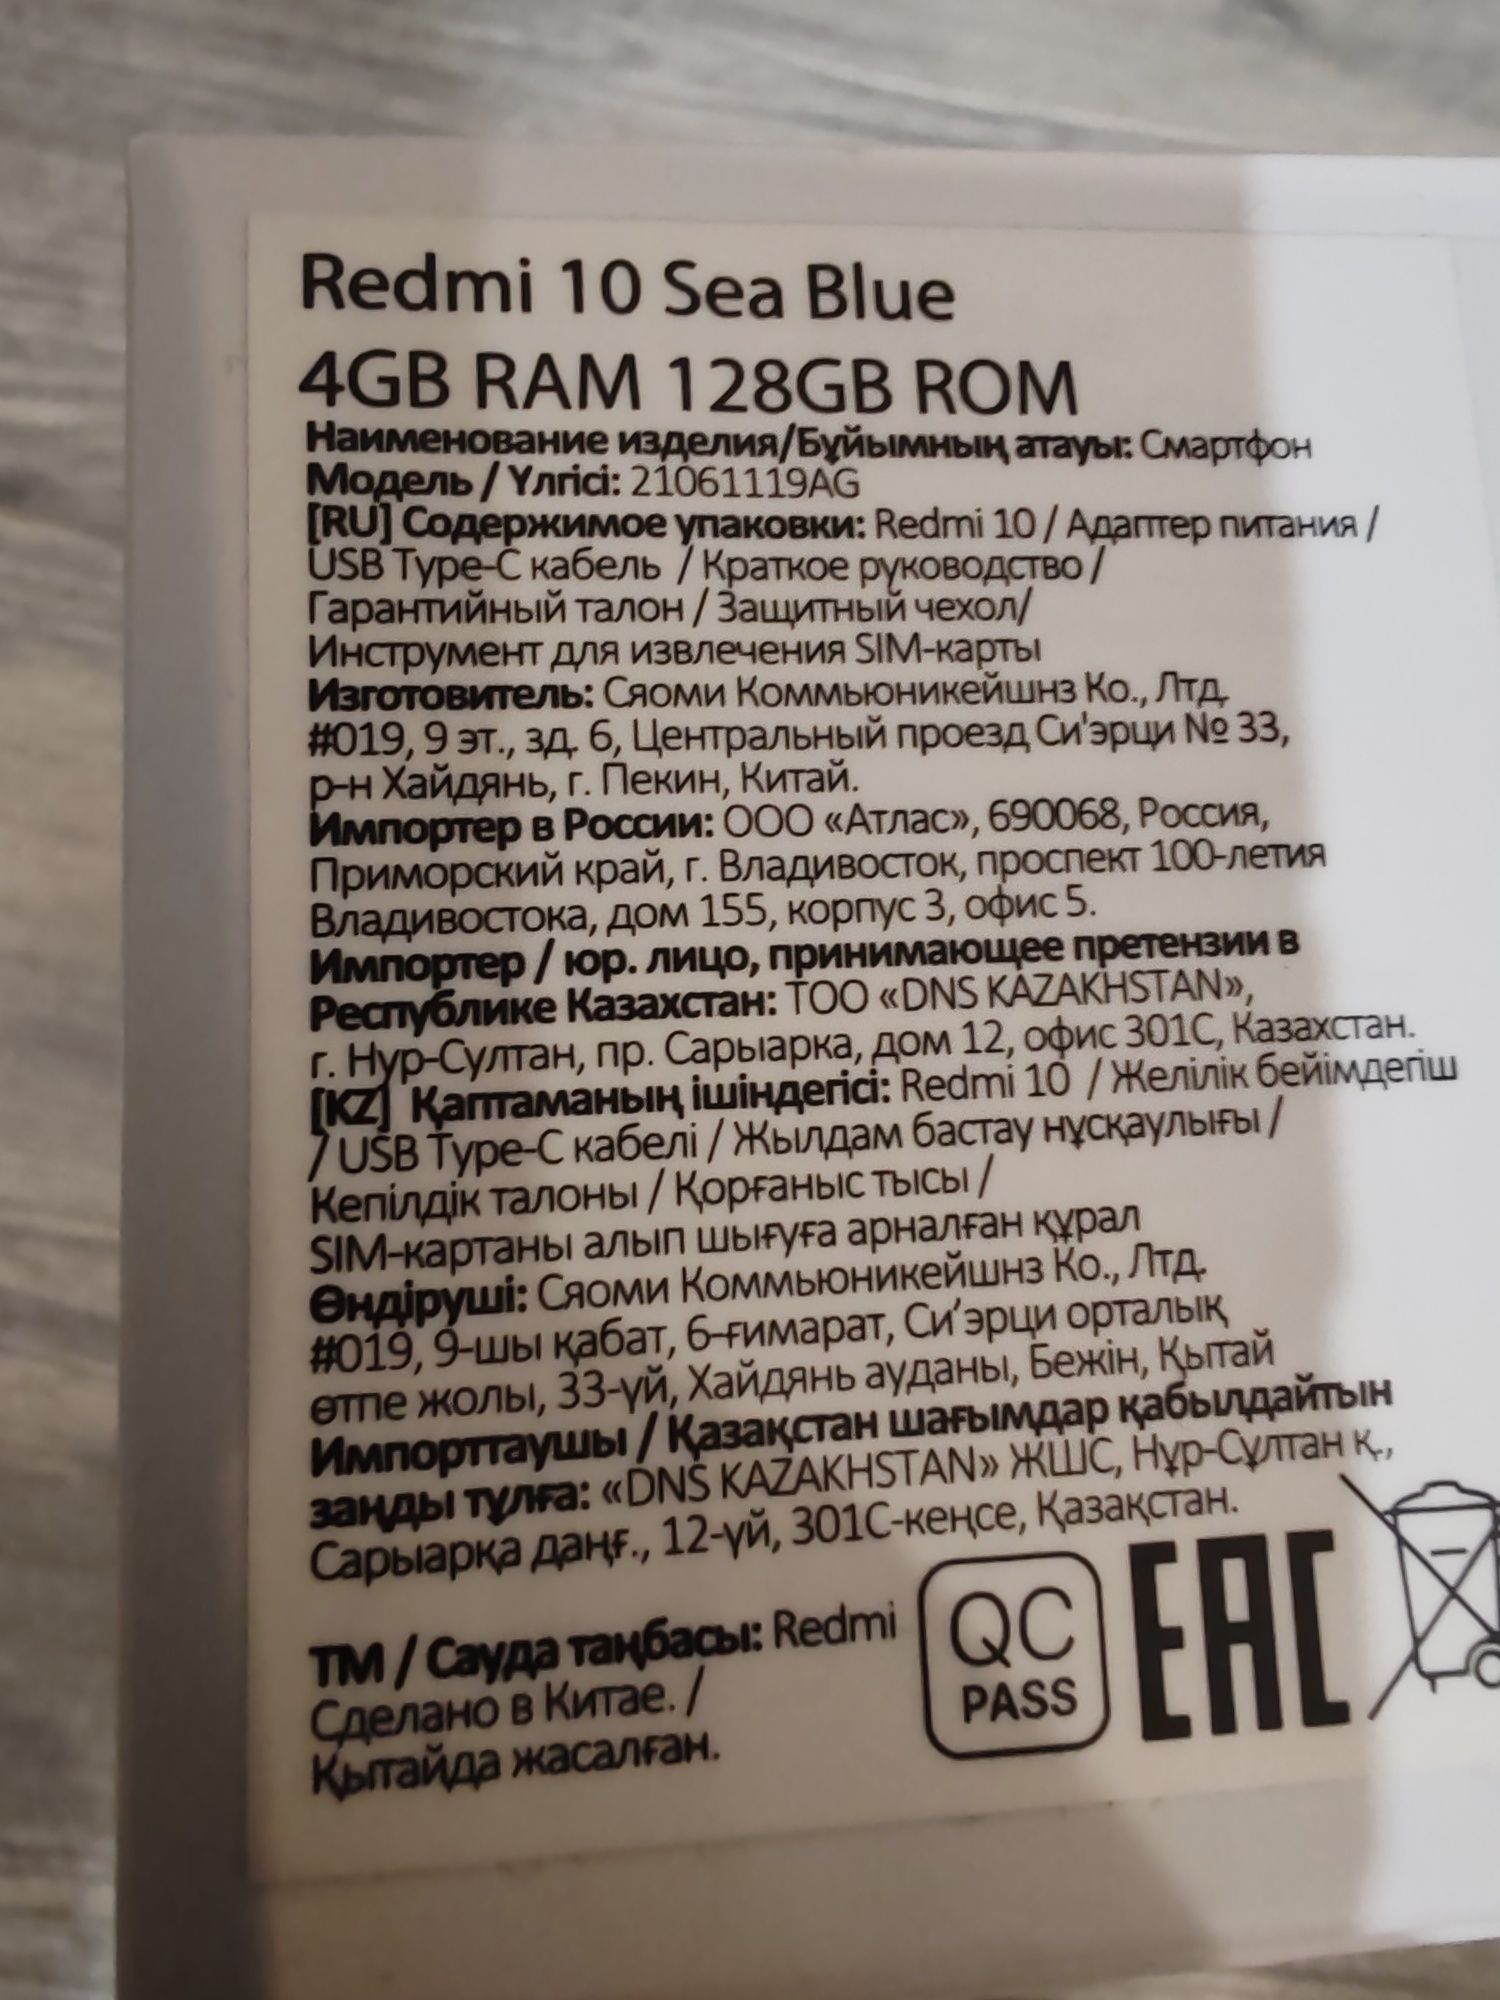 Redmi 10 Sea Blue
4GB RAM 128GB ROM
Наименование изделия/Бұйымның атауы: Смартфон
Модель / Үлгісі: 21061119AG
[RU] Содержимое упаковки: Redmi 10 / Адаптер питания /
USB Type-C кабель / Краткое руководство /
Гарантийный талон / Защитный чехол/
Инструмент для извлечения SIM-карты
Изготовитель: Сяоми Коммьюникейшнз Ко., Лтд.
#019, 9 эт., зд. 6, Центральный проезд Си'эрци № 33,
р-н Хайдянь, г. Пекин, Китай.
Импортер в России: ООО «Атлас», 690068, Россия,
Приморский край, г. Владивосток, проспект 100-летия
Владивостока, дом 155, корпус 3, офис 5.
Импортер / юр. лицо, принимающее претензии в
Республике Казахстан: ТОО «DNS KAZAKHSTAN»,
г. Нур-Султан, пр. Сарыарка, дом 12, офис 301С, Казахстан.
[KZ] Қаптаманың ішіндегісі: Redmi 10 / Желілік бейімдегіш
/ USB Type-C кабелі / Жылдам бастау нұсқаулығы /
Кепілдік талоны / Қорғаныс тысы /
SIM-картаны алып шығуға арналған құрал
Өндіруші: Сяоми Коммьюникейшнз Ко., Лтд.
#019, 9-шы қабат, 6-ғимарат, Си’эрци орталық
өтпе жолы, 33-үй, Хайдянь ауданы, Бежін, Қытай
Импорттаушы / Қазақстан шағымдар қабылдайтын
заңды тұлға: «DNS KAZAKHSTAN» ЖШС, Нұр-Сұлтан қ.,
Сарыарқа даңғ., 12-үй, 301С-кеңсе, Қазақстан.
TM / Сауда таңбасы: Redmi
Сделано в Китае. /
Қытайда жасалған.
QC
PASS
EAC